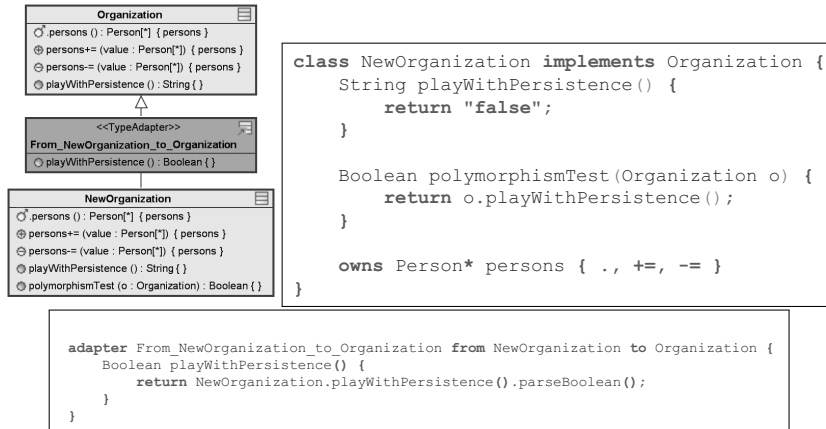 Organization
.persons () : Person[*] { persons }
persons+= (value : Person[*]) { persons }
persons-= (value : Person[*]) { persons }
playWithPersistence () : String { }
<<TypeAdapter>>
From_NewOrganization_to_Organization
playWithPersistence () : Boolean { }
NewOrganization
.persons () : Person[*] { persons }
persons+= (value : Person[*]) { persons }
persons-= (value : Person[*]) { persons }
playWithPersistence () : String { }
polymorphismTest (o : Organization) : Boolean { }
class NewOrganization implements Organization {
String playWithPersistence() {
return "false";
}
Boolean polymorphismTest(Organization o) {
return o.playWithPersistence();
}
owns Person* persons { ., +=, -= }
}
adapter From_NewOrganization_to_Organization from NewOrganization to Organization {
Boolean playWithPersistence() {
return NewOrganization.playWithPersistence().parseBoolean();
}
}